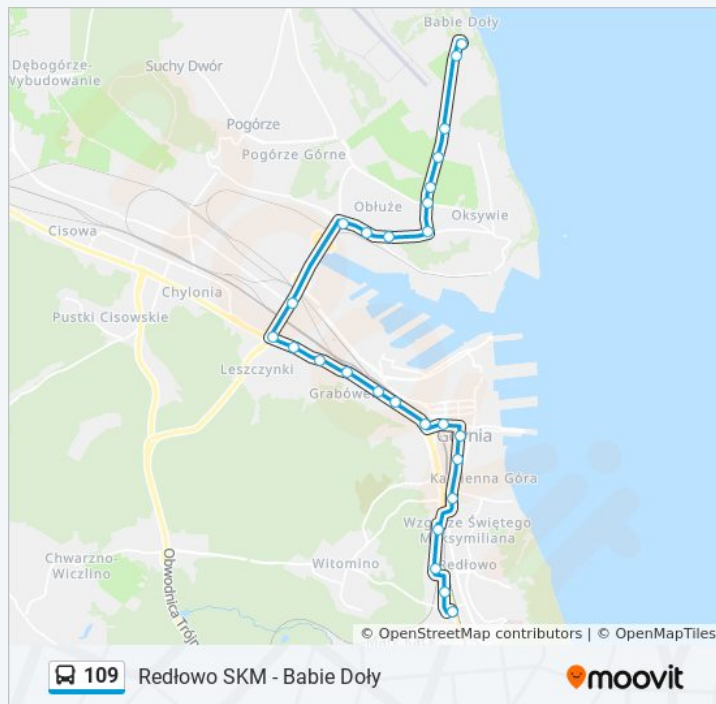 Babie Doły
Dębogórze-
Wybudowanie
Suchy Dwór
Pogórze
Pogórze Górne
Obłuże
Oksywie
Cisowa
Chylonia
Pustki Cisowskie
Leszczynki
Grabówek
Gdynia
Kamienna Góra
Wzgórze Świętego
Maksymiliana
Chwarzno-
Wiczlino
Witomino
Redłowo
Obwodnica Trójm
© OpenStreetMap contributors | © OpenMapTiles
109 Redłowo SKM - Babie Doły
moovit